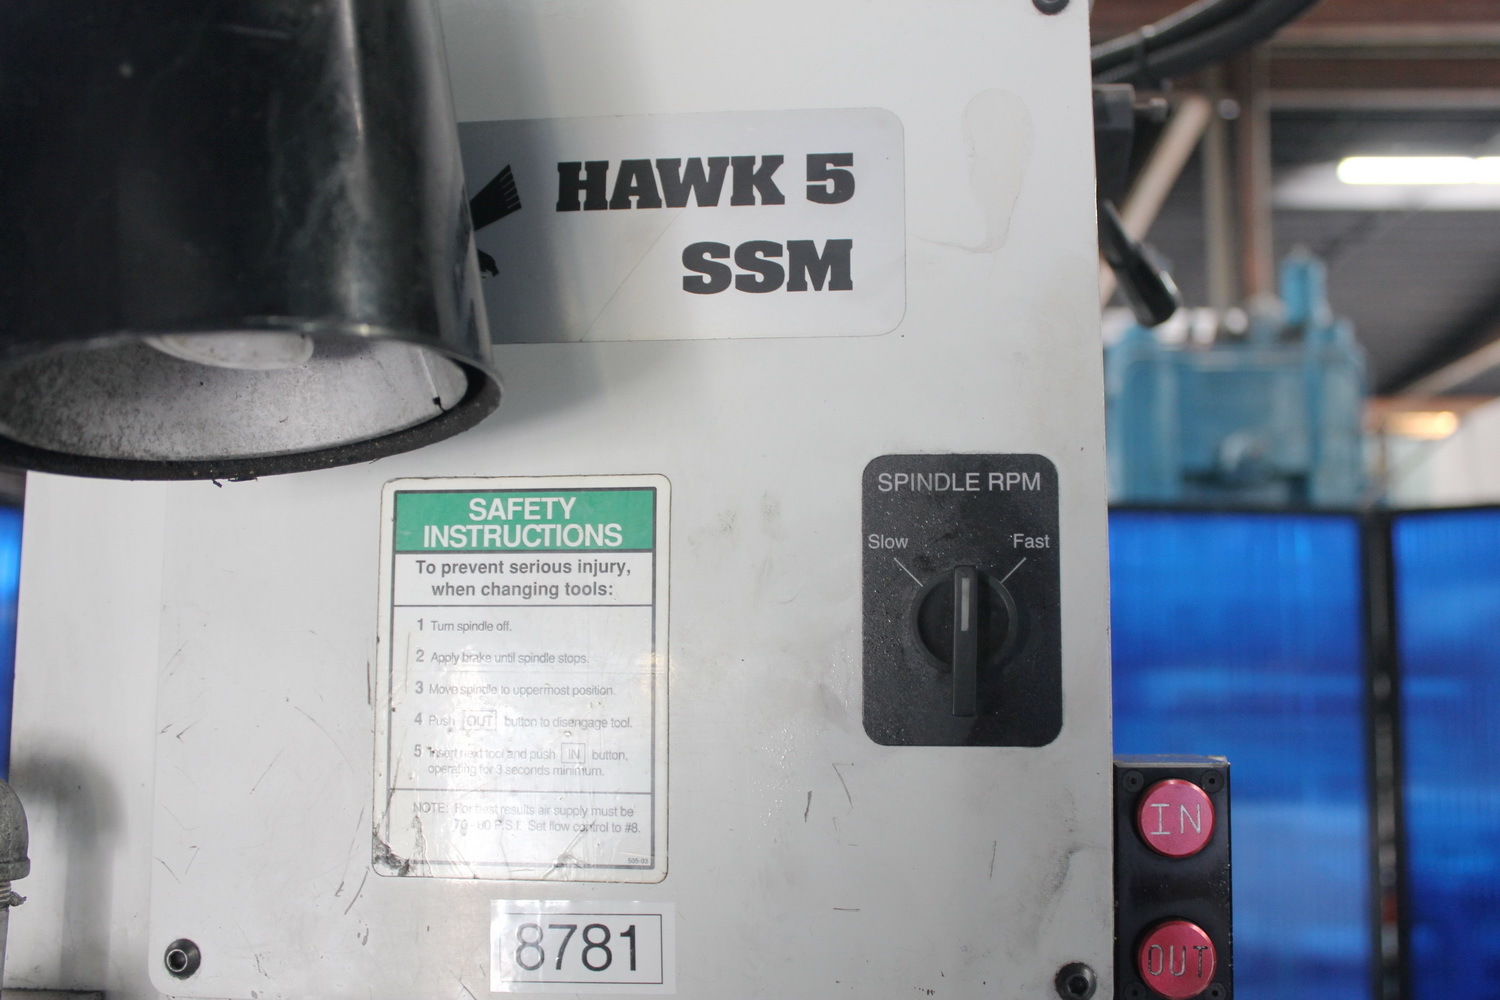 HAWK 5
SSM
SAFETY
INSTRUCTIONS
To prevent serious injury,
when changing tools:
1 Turn spindle off.
2 Apply brake until spindle stops.
3 Move spindle to uppermost position.
4 Push OUT button to disengage tool.
5 Insert next tool and push IN button,
operating for 3 seconds minimum.
NOTE: For best results air supply must be
P.S.I. Set flow control to #8.
8781
SPINDLE RPM
Slow Fast
IN
OUT